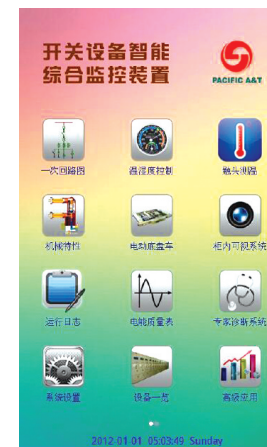 开关设备智能
综合监控装置
PACIFIC A&T
一次回路图
温湿度控制
触头测温
机械特性
电动底盘车
柜内可视系统
运行日志
电能质量表
专家诊断系统
系统设置
设备一览
高级应用
2012-01-01 05:03:49 Sunday